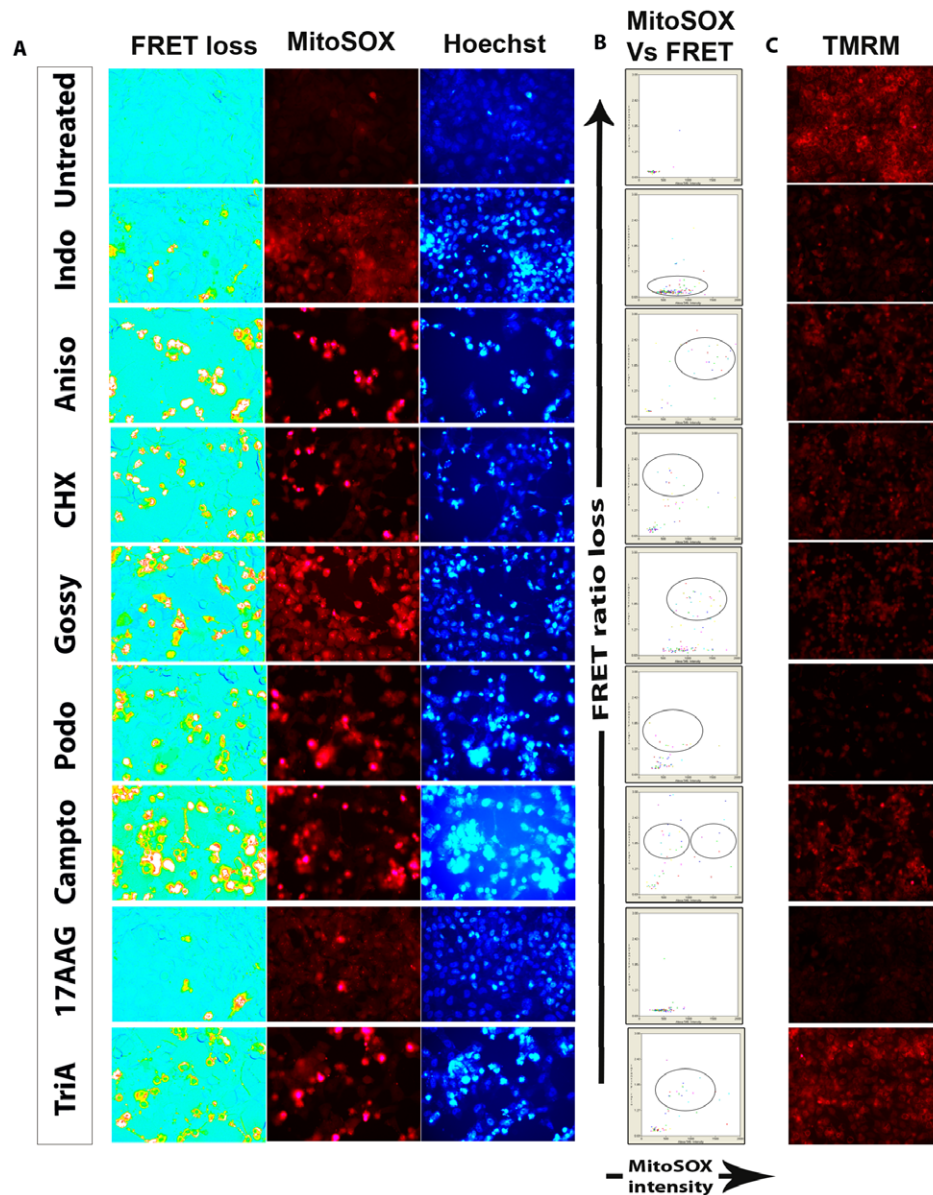 A
FRET loss
MitoSOX
Hoechst
B
MitoSOX
Vs FRET
C
TMRM
Untreated
Indo
Aniso
CHX
Gossy
Podo
Campto
17AAG
TriA
FRET ratio loss
MitoSOX
intensity